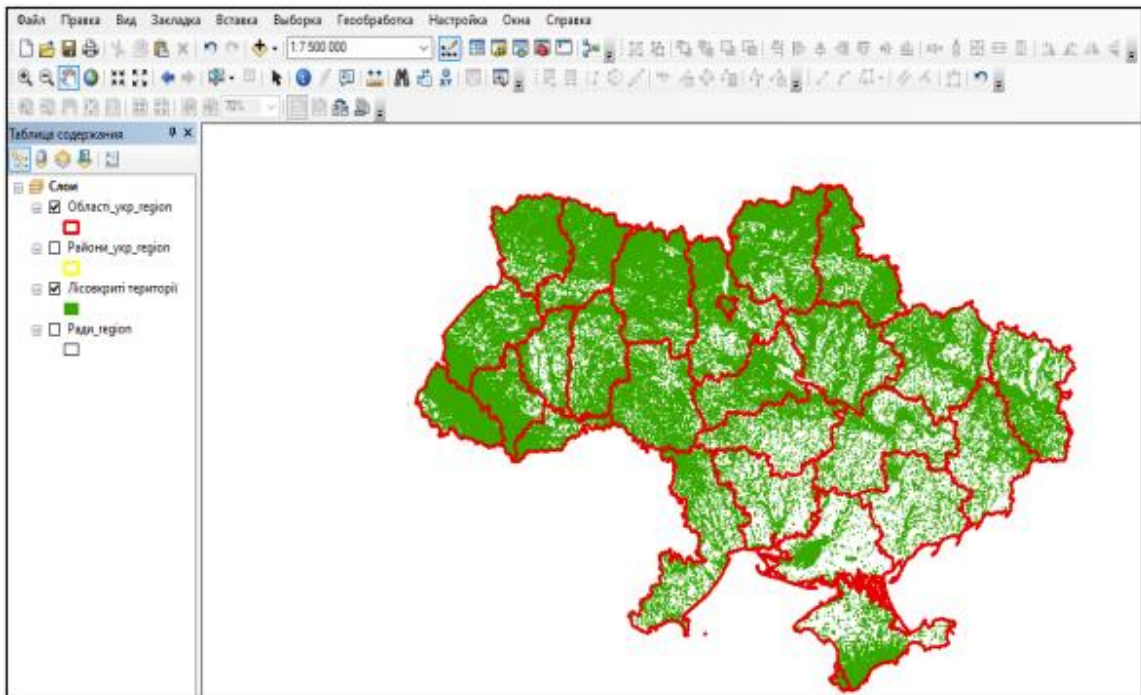 Файл Правка Вид Закладка Вставка Выборка Геообработка Настройка Окна Справка
1:7 500 000
70%
Таблица содержания
Слои
Області_укр_region
Райони_укр_region
Лісовкриті території
Ради_region